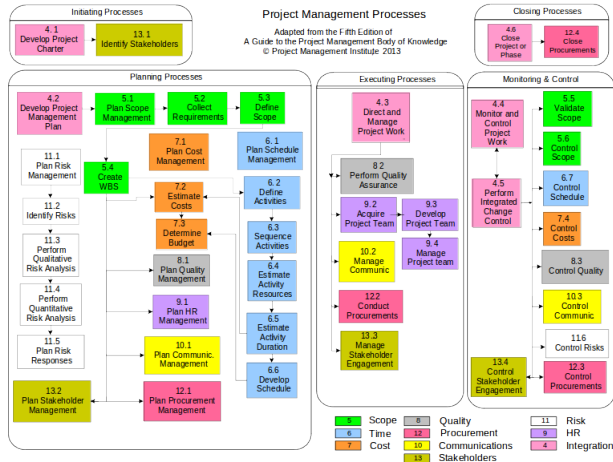 Project Management Processes
Adapted from the Fifth Edition of
A Guide to the Project Management Body of Knowledge
© Project Management Institute 2013
Initiating Processes
4. 1
Develop Project
Charter
13. 1
Identify Stakeholders
Closing Processes
4.6
Close
Project or
Phase
12.4
Close
Procurements
Planning Processes
4.2
Develop Project
Management
Plan
5.1
Plan Scope
Management
5.2
Collect
Requirements
5.3
Define
Scope
11.1
Plan Risk
Management
5.4
Create
WBS
7.1
Plan Cost
Management
6. 1
Plan Schedule
Management
11.2
Identify Risks
7.2
Estimate
Costs
6. 2
Define
Activities
7.3
Determine
Budget
6.3
Sequence
Activities
11.3
Perform
Qualitative
Risk Analysis
8.1
Plan Quality
Management
6.4
Estimate
Activity
Resources
11.4
Perform
Quantitative
Risk Analysis
9.1
Plan HR
Management
6.5
Estimate
Activity
Duration
11.5
Plan Risk
Responses
10.1
Plan Communic.
Management
6.6
Develop
Schedule
13.2
Plan Stakeholder
Management
12.1
Plan Procurement
Management
Executing Processes
4.3
Direct and
Manage
Project Work
8 2
Perform Quality
Assurance
9. 2
Acquire
Project Team
9.3
Develop
Project Team
9. 4
Manage
Project team
10.2
Manage
Communic
12.2
Conduct
Procurements
13..3
Manage
Stakeholder
Engagement
Monitoring & Control
4.4
Monitor and
Control
Project
Work
4.5
Perform
Integrated
Change
Control
5.5
Validate
Scope
5.6
Control
Scope
6.7
Control
Schedule
7.4
Control
Costs
8.3
Control Quality
10.3
Control
Communic
11.6
Control Risks
13.4
Control
Stakeholder
Engagement
12.3
Control
Procurements
5 Scope
6 Time
7 Cost
8 Quality
12 Procurement
10 Communications
13 Stakeholders
11 Risk
9 HR
4 Integration